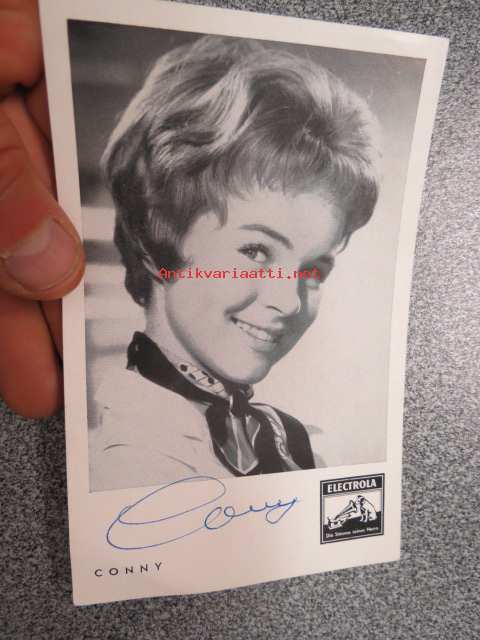 Antikvariaatti.net
Conny
ELECTROLA
Die Stimme seines Herrn
CONNY